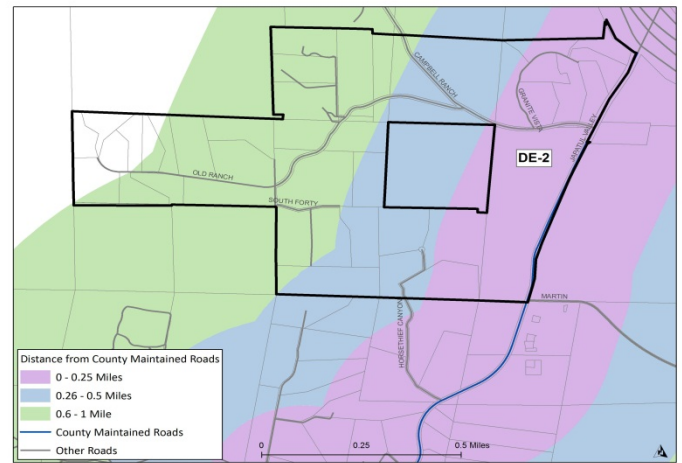 CAMPBELL RANCH
GRANITE VISTA
JAPATUL VALLEY
DE-2
OLD RANCH
SOUTH FORTY
MARTIN
HORSETHIEF CANYON
Distance from County Maintained Roads
0 - 0.25 Miles
0.26 - 0.5 Miles
0.6 - 1 Mile
County Maintained Roads
Other Roads
0 0.25 0.5 Miles